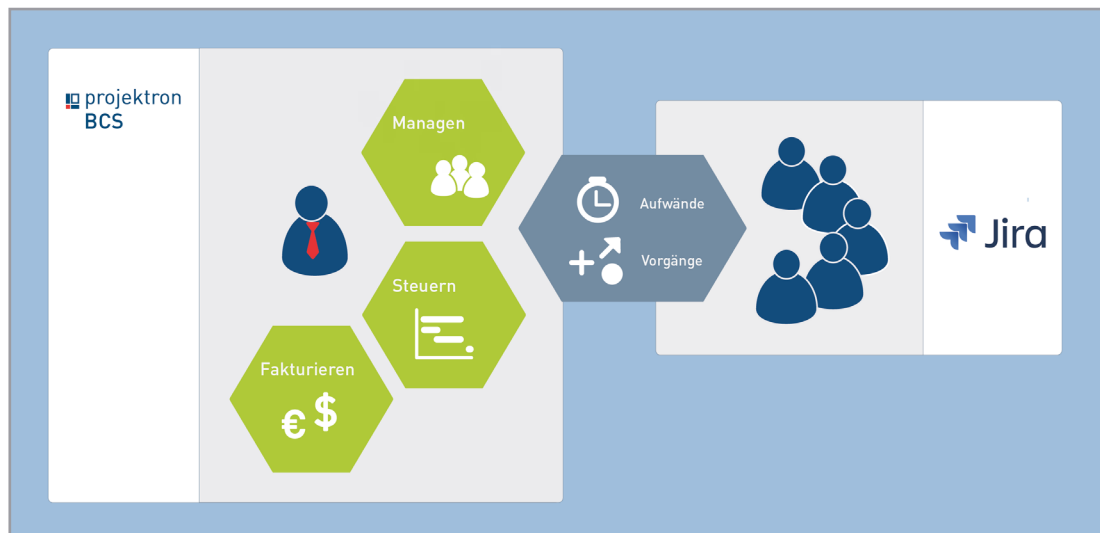 projektron
BCS
Managen
Steuern
Fakturieren
€ $
Aufwände
Vorgänge
Jira